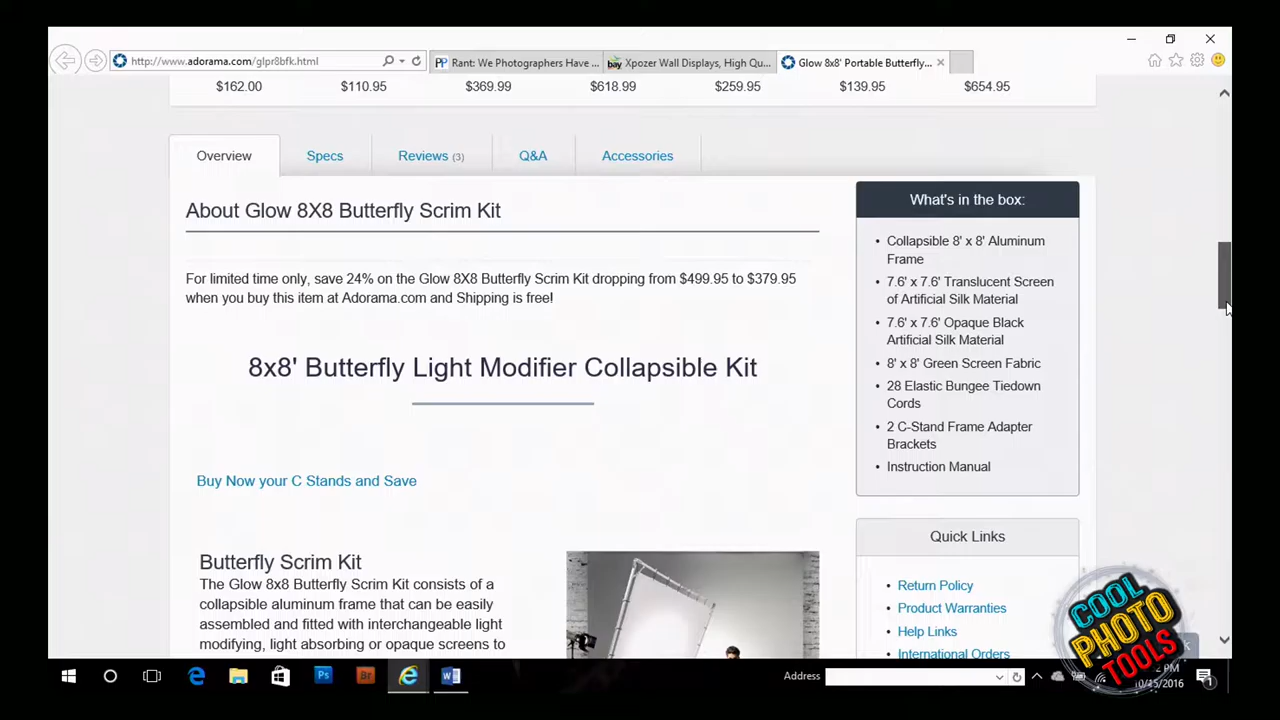 http://www.adorama.com/glpr8bfk.html
Rant: We Photographers Have ...
Xpozer Wall Displays, High Qu...
Glow 8x8' Portable Butterfly...
$162.00 $110.95 $369.99 $618.99 $259.95 $139.95 $654.95
Overview Specs Reviews (3) Q&A Accessories
About Glow 8X8 Butterfly Scrim Kit
For limited time only, save 24% on the Glow 8X8 Butterfly Scrim Kit dropping from $499.95 to $379.95
when you buy this item at Adorama.com and Shipping is free!
8x8' Butterfly Light Modifier Collapsible Kit
Buy Now your C Stands and Save
Butterfly Scrim Kit
The Glow 8x8 Butterfly Scrim Kit consists of a
collapsible aluminum frame that can be easily
assembled and fitted with interchangeable light
modifying, light absorbing or opaque screens to
What's in the box:
• Collapsible 8' x 8' Aluminum
Frame
• 7.6' x 7.6' Translucent Screen
of Artificial Silk Material
• 7.6' x 7.6' Opaque Black
Artificial Silk Material
• 8' x 8' Green Screen Fabric
• 28 Elastic Bungee Tiedown
Cords
• 2 C-Stand Frame Adapter
Brackets
• Instruction Manual
Quick Links
• Return Policy
• Product Warranties
• Help Links
• International Orders
COOL
PHOTO
TOOLS
Ps
Br
Address
PM
10/15/2016
1